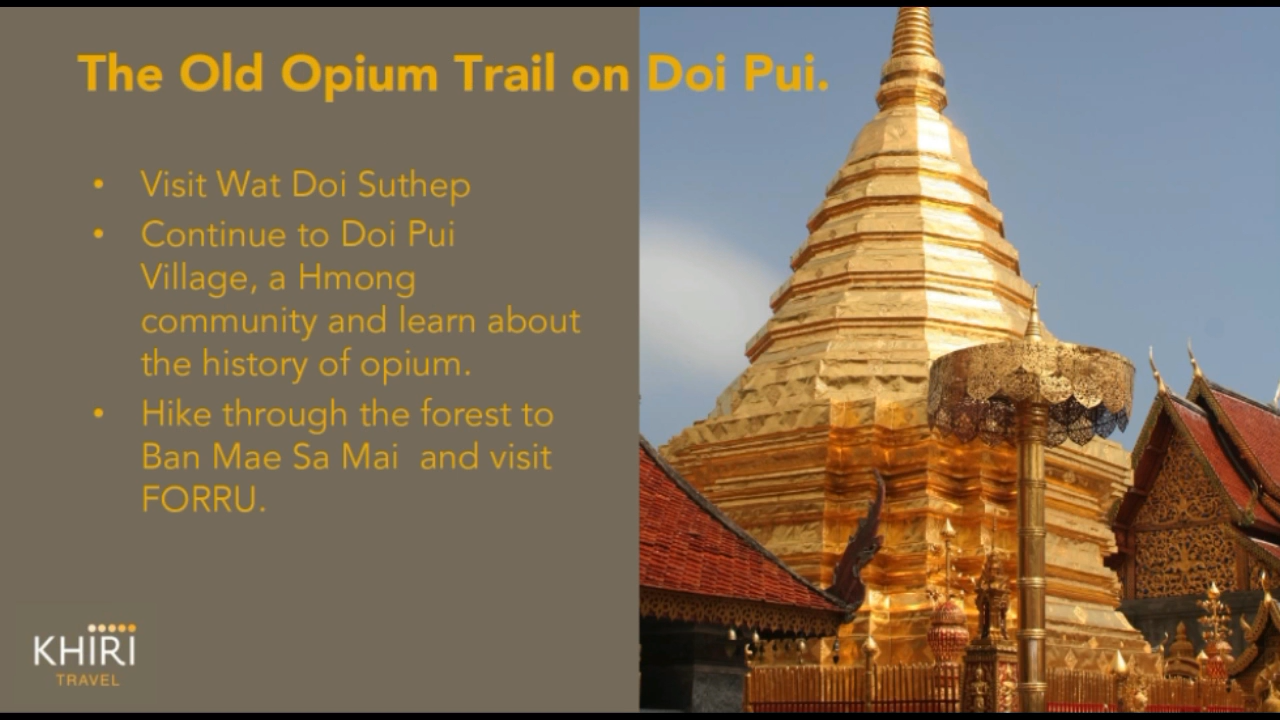 The Old Opium Trail on Doi Pui.
• Visit Wat Doi Suthep
• Continue to Doi Pui
Village, a Hmong
community and learn about
the history of opium.
• Hike through the forest to
Ban Mae Sa Mai  and visit
FORRU.
KHIRI
TRAVEL